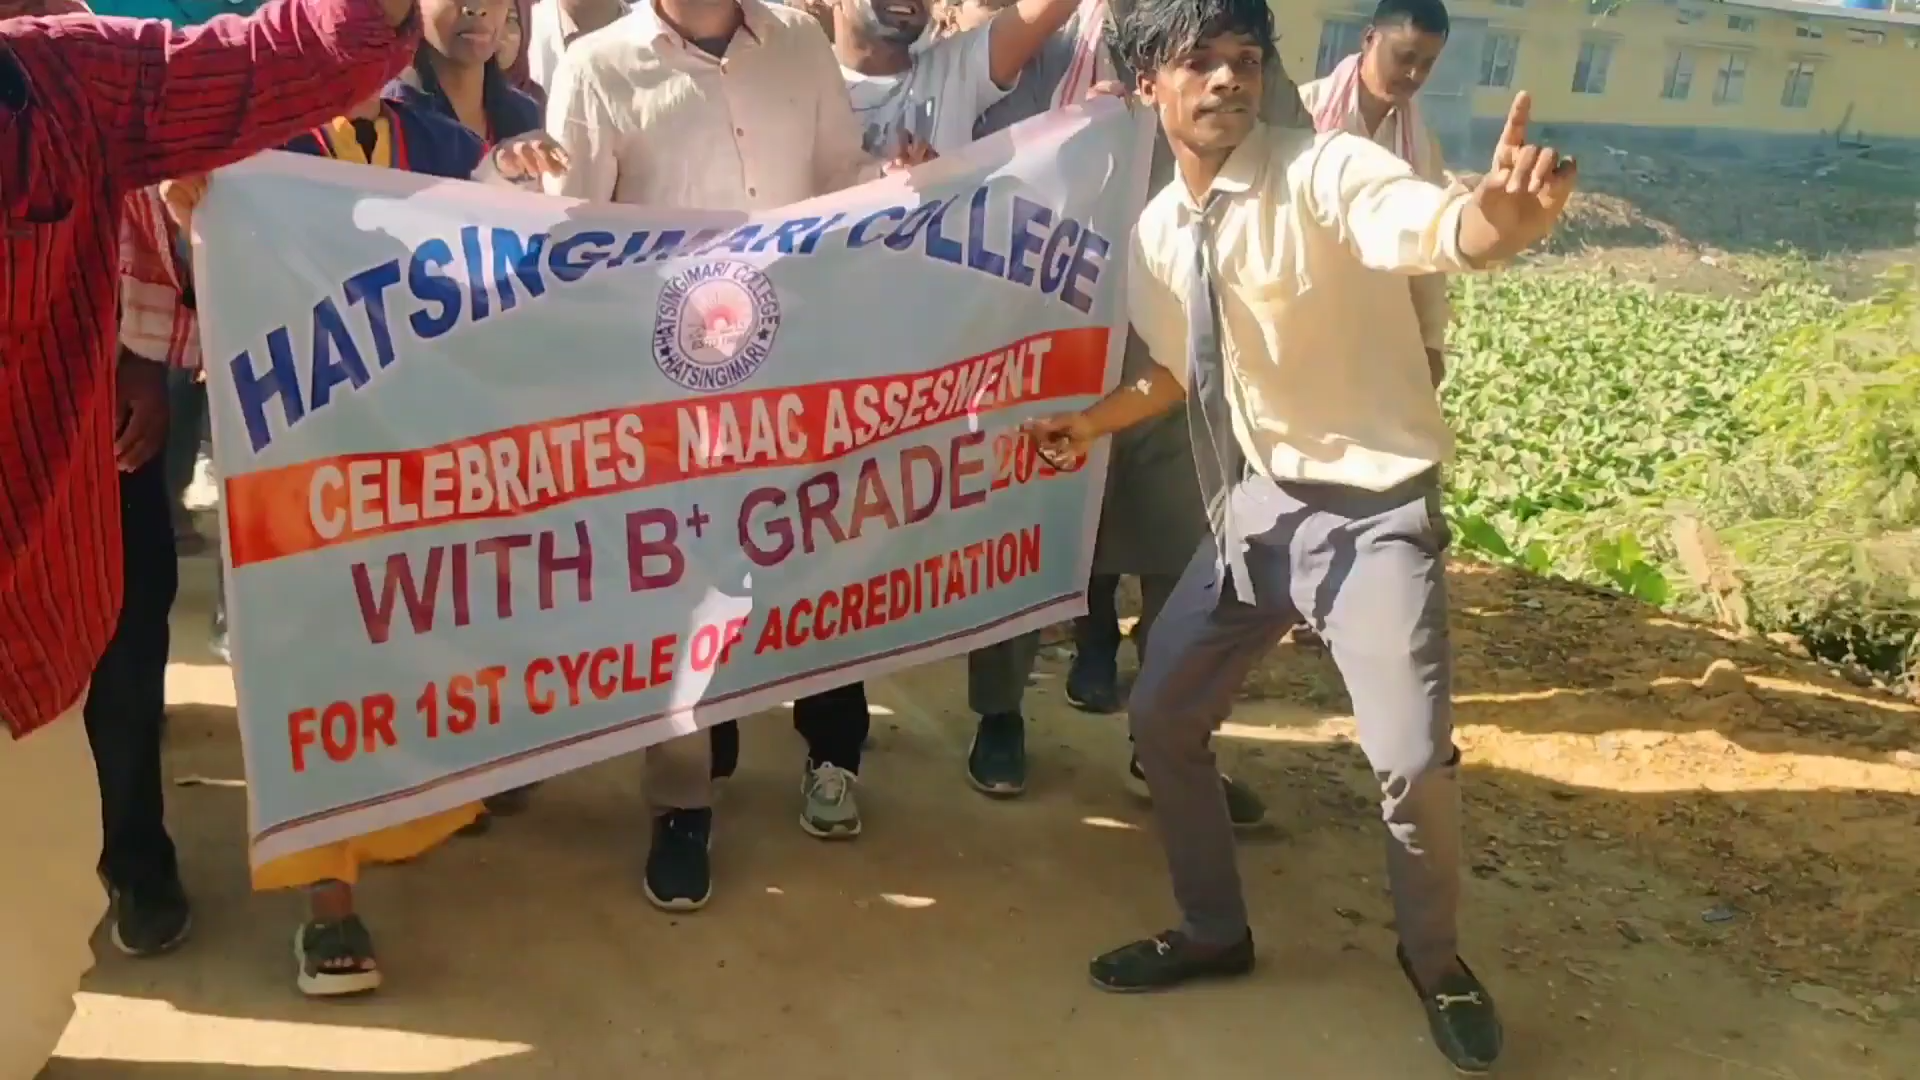 HATSINGIMARI COLLEGE
HATSINGIMARI COLLEGE
★ HATSINGIMARI ★
CELEBRATES NAAC ASSESMENT
WITH B+ GRADE
FOR 1ST CYCLE OF ACCREDITATION